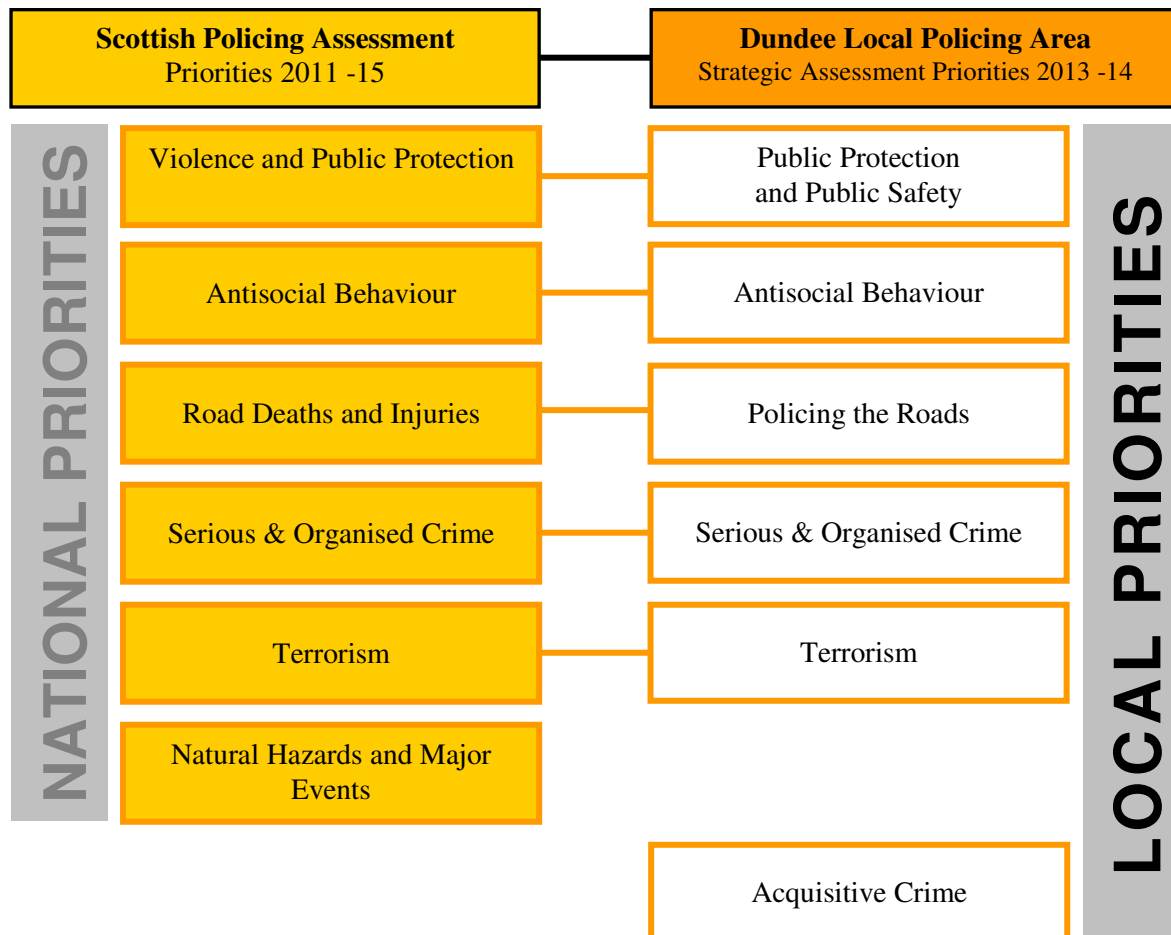 Scottish Policing Assessment
Priorities 2011 -15
Dundee Local Policing Area
Strategic Assessment Priorities 2013 -14
NATIONAL PRIORITIES
Violence and Public Protection
Public Protection
and Public Safety
Antisocial Behaviour
Antisocial Behaviour
Road Deaths and Injuries
Policing the Roads
Serious & Organised Crime
Serious & Organised Crime
Terrorism
Terrorism
Natural Hazards and Major
Events
Acquisitive Crime
LOCAL PRIORITIES